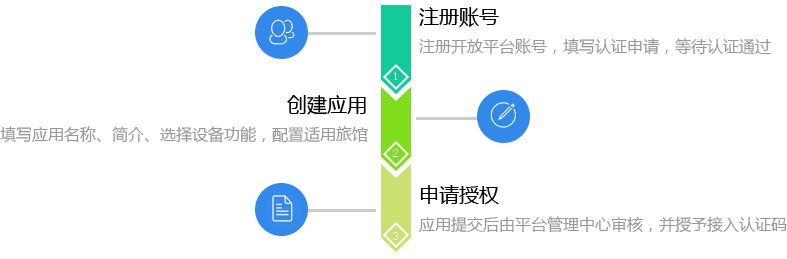 注册账号
注册开放平台账号，填写认证申请，等待认证通过
1
创建应用
填写应用名称、简介、选择设备功能，配置适用旅馆
2
申请授权
应用提交后由平台管理中心审核，并授予接入认证码
3